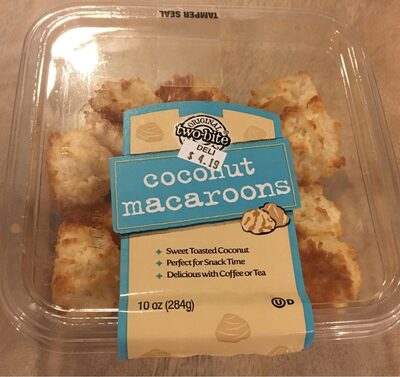 TAMPER SEAL
ORIGINAL
two-bite
DELI
$ 4.19
coconut
macaroons
Sweet Toasted Coconut
Perfect for Snack Time
Delicious with Coffee or Tea
10 oz (284g)
U D